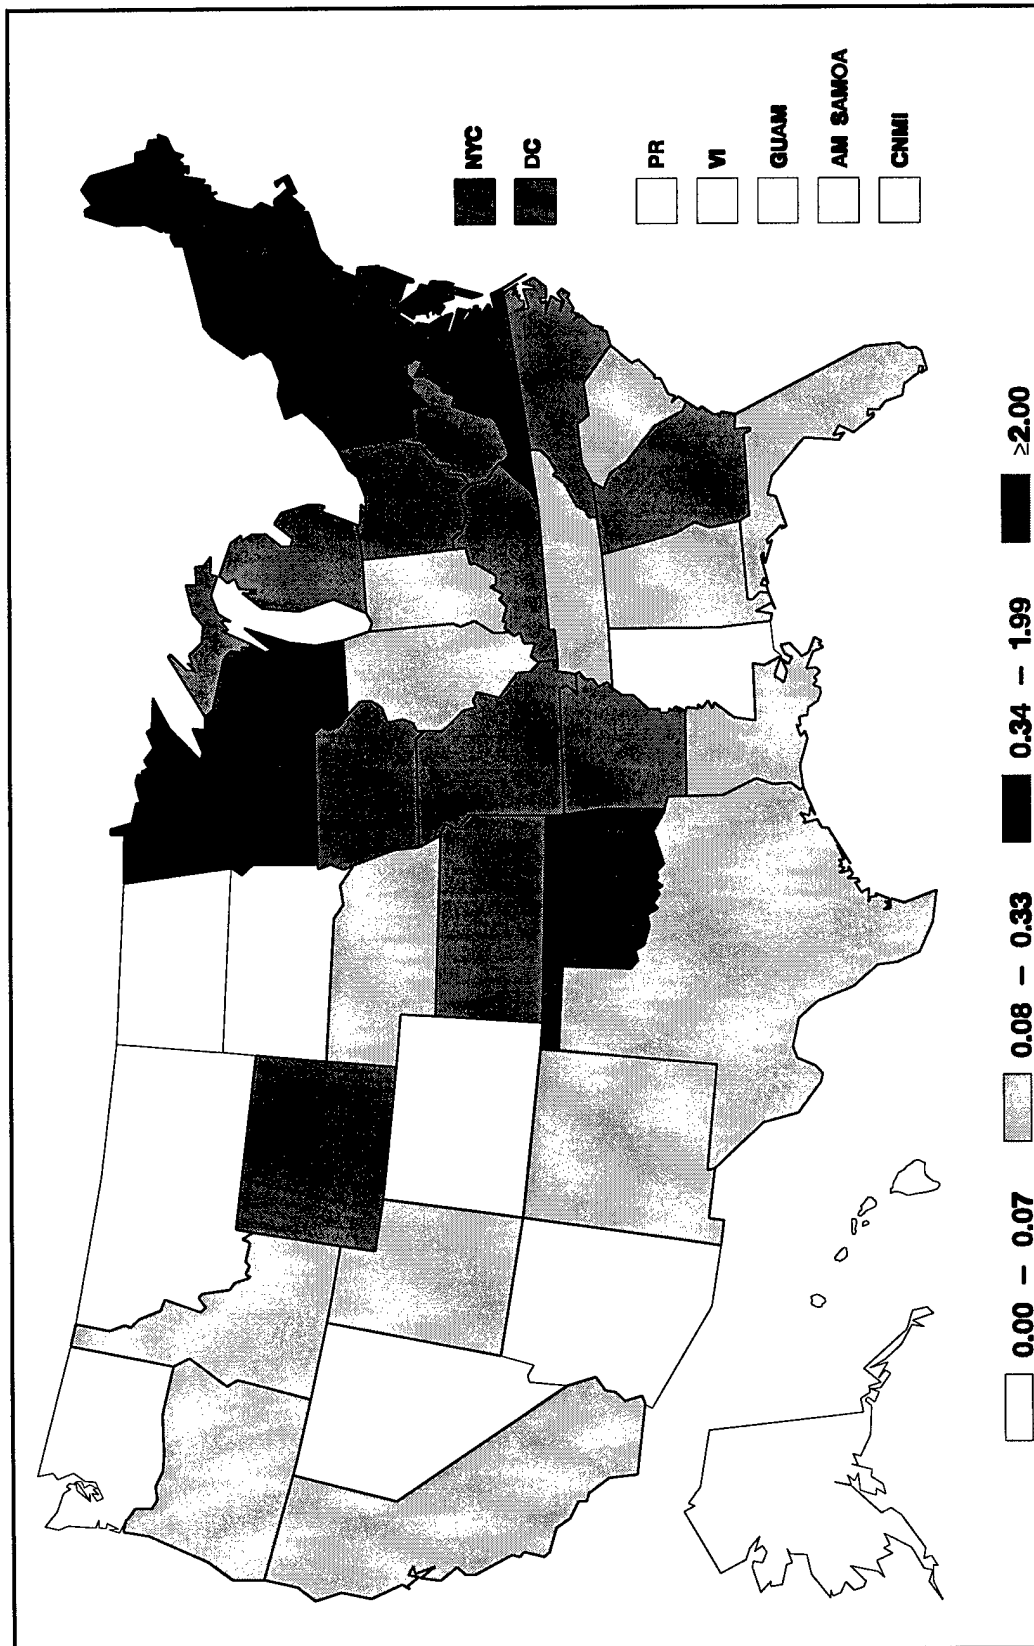 NYC
DC
PR
VI
GUAM
AM SAMOA
CNMI
0.00 – 0.07
0.08 – 0.33
0.34 – 1.99
≥2.00